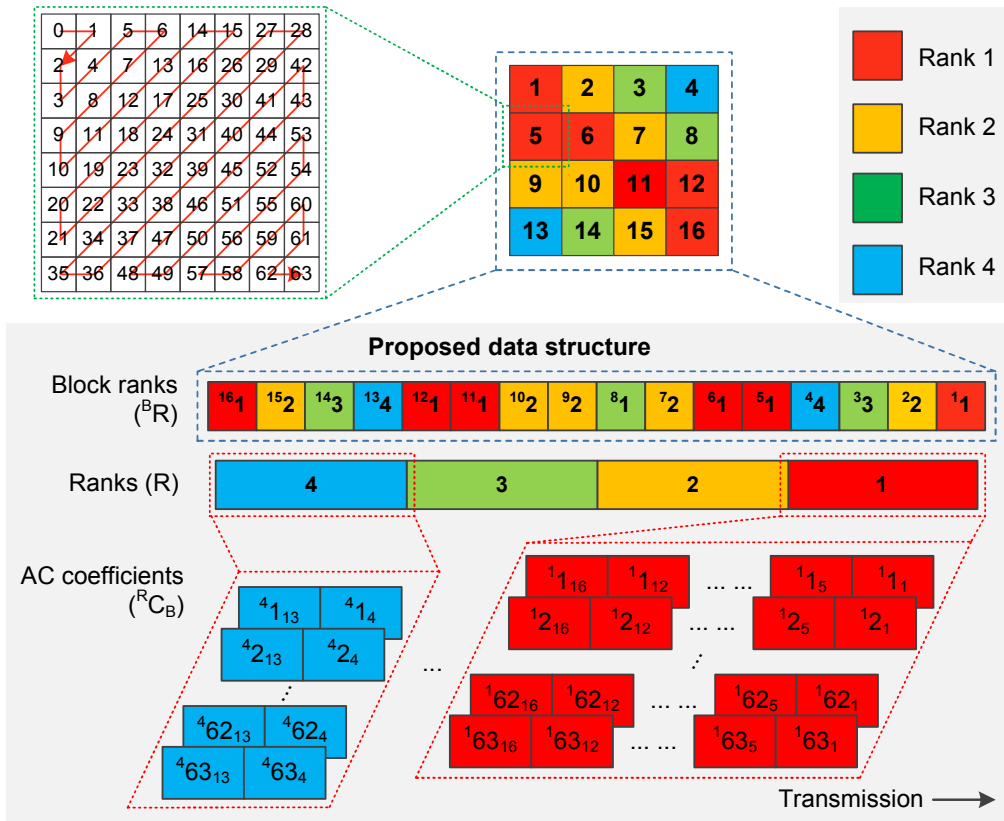 0 1 5 6 14 15 27 28
2 4 7 13 16 26 29 42
3 8 12 17 25 30 41 43
9 11 18 24 31 40 44 53
10 19 23 32 39 45 52 54
20 22 33 38 46 51 55 60
21 34 37 47 50 56 59 61
35 36 48 49 57 58 62 63
1 2 3 4
5 6 7 8
9 10 11 12
13 14 15 16
Rank 1
Rank 2
Rank 3
Rank 4
Proposed data structure
Block ranks
(ᴮR)
¹⁶1 ¹⁵2 ¹⁴3 ¹³4 ¹²1 ¹¹1 ¹⁰2 ⁹2 ⁸1 ⁷2 ⁶1 ⁵1 ⁴4 ³3 ²2 ¹1
Ranks (R)
4 3 2 1
AC coefficients
(ᴿC_B)
⁴1₁₃ ⁴1₄
⁴2₁₃ ⁴2₄
⋮
⁴62₁₃ ⁴62₄
⁴63₁₃ ⁴63₄
...
¹1₁₆ ¹1₁₂ ... ... ¹1₅ ¹1₁
¹2₁₆ ¹2₁₂ ... ... ¹2₅ ¹2₁
⋮
¹62₁₆ ¹62₁₂ ... ... ¹62₅ ¹62₁
¹63₁₆ ¹63₁₂ ... ... ¹63₅ ¹63₁
Transmission